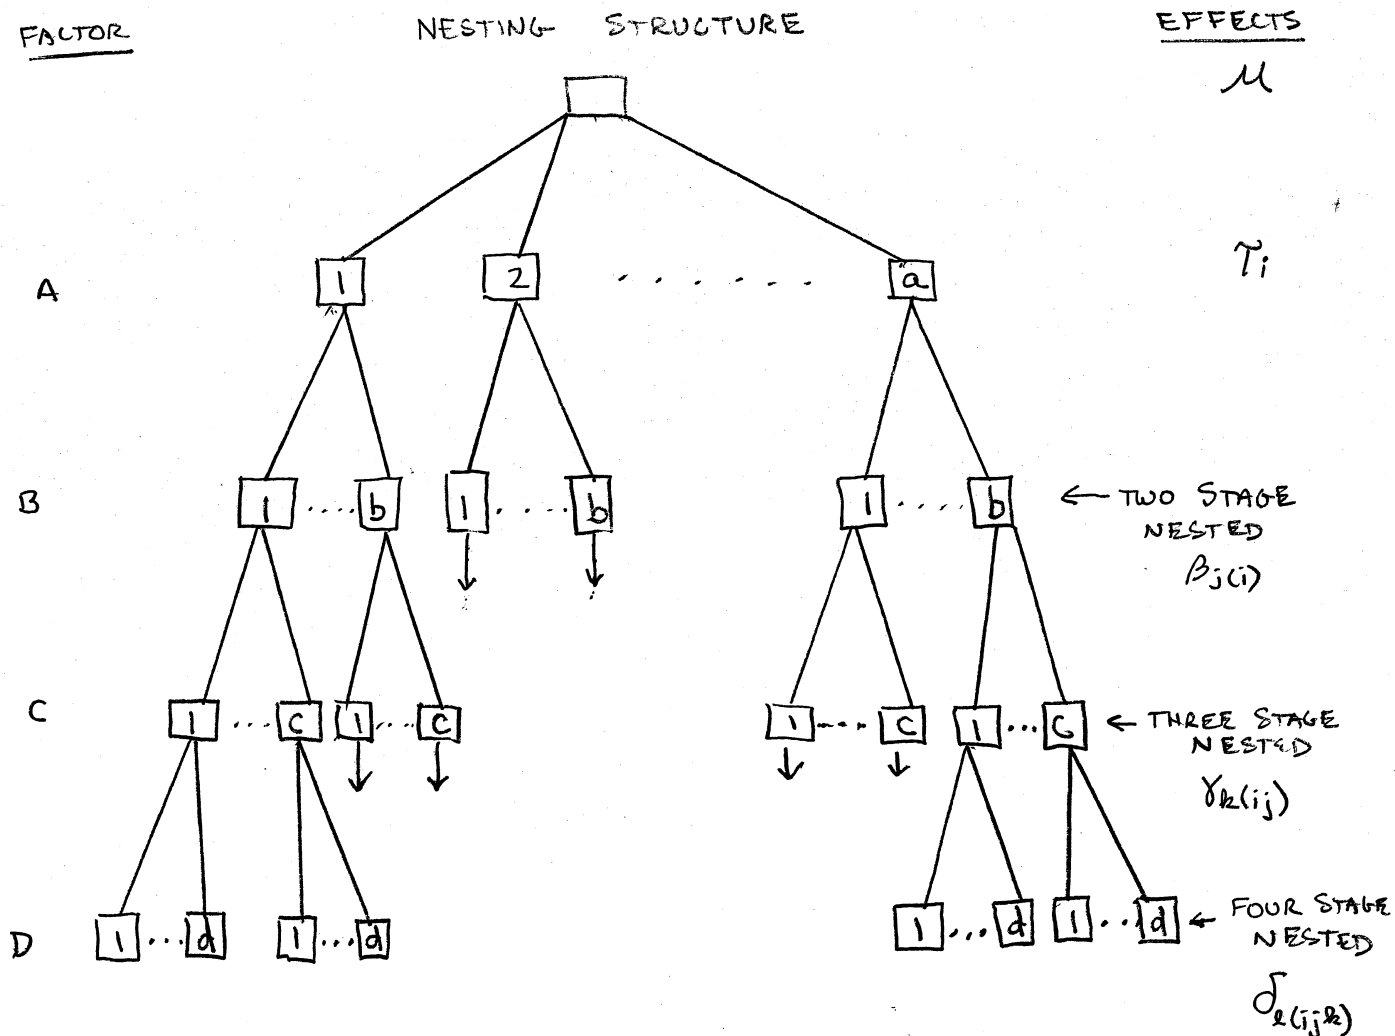 FACTOR NESTING STRUCTURE EFFECTS
μ
A 1 2 . . . . . . a τi
B 1 .... b 1 ..... b 1 ..... b ← TWO STAGE
NESTED
βj(i)
C 1 ... c 1 ... c 1 .... c 1 ... c ← THREE STAGE
NESTED
γk(ij)
D 1 ... d 1 ... d 1 ... d 1 ... d ← FOUR STAGE
NESTED
δl(ijk)